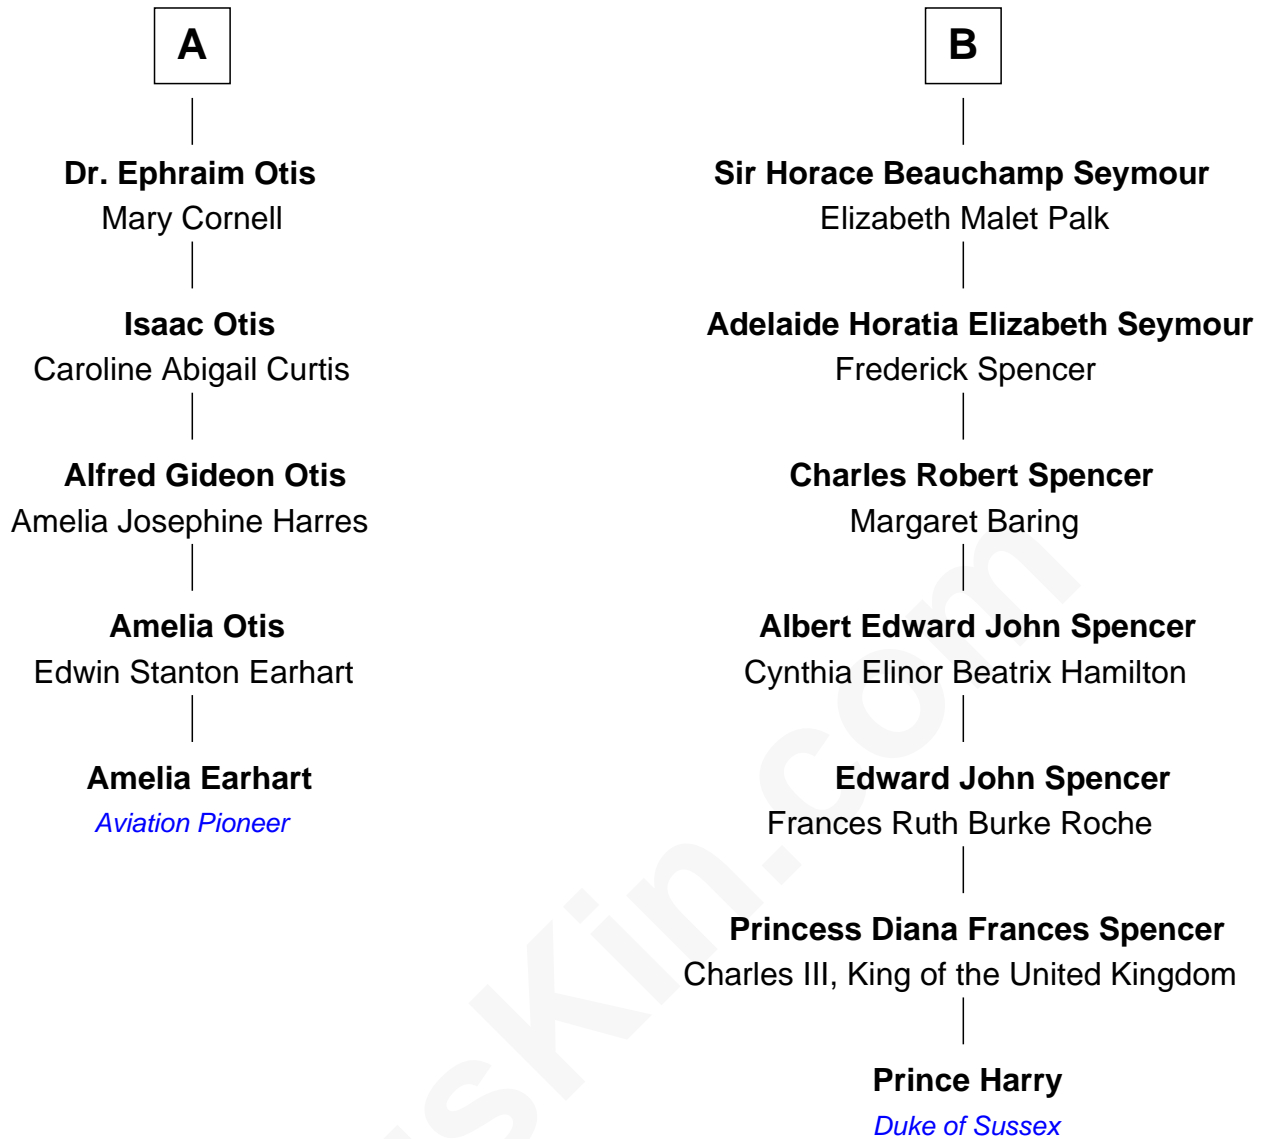 A
Dr. Ephraim Otis
Mary Cornell
Isaac Otis
Caroline Abigail Curtis
Alfred Gideon Otis
Amelia Josephine Harres
Amelia Otis
Edwin Stanton Earhart
Amelia Earhart
Aviation Pioneer
B
Sir Horace Beauchamp Seymour
Elizabeth Malet Palk
Adelaide Horatia Elizabeth Seymour
Frederick Spencer
Charles Robert Spencer
Margaret Baring
Albert Edward John Spencer
Cynthia Elinor Beatrix Hamilton
Edward John Spencer
Frances Ruth Burke Roche
Princess Diana Frances Spencer
Charles III, King of the United Kingdom
Prince Harry
Duke of Sussex